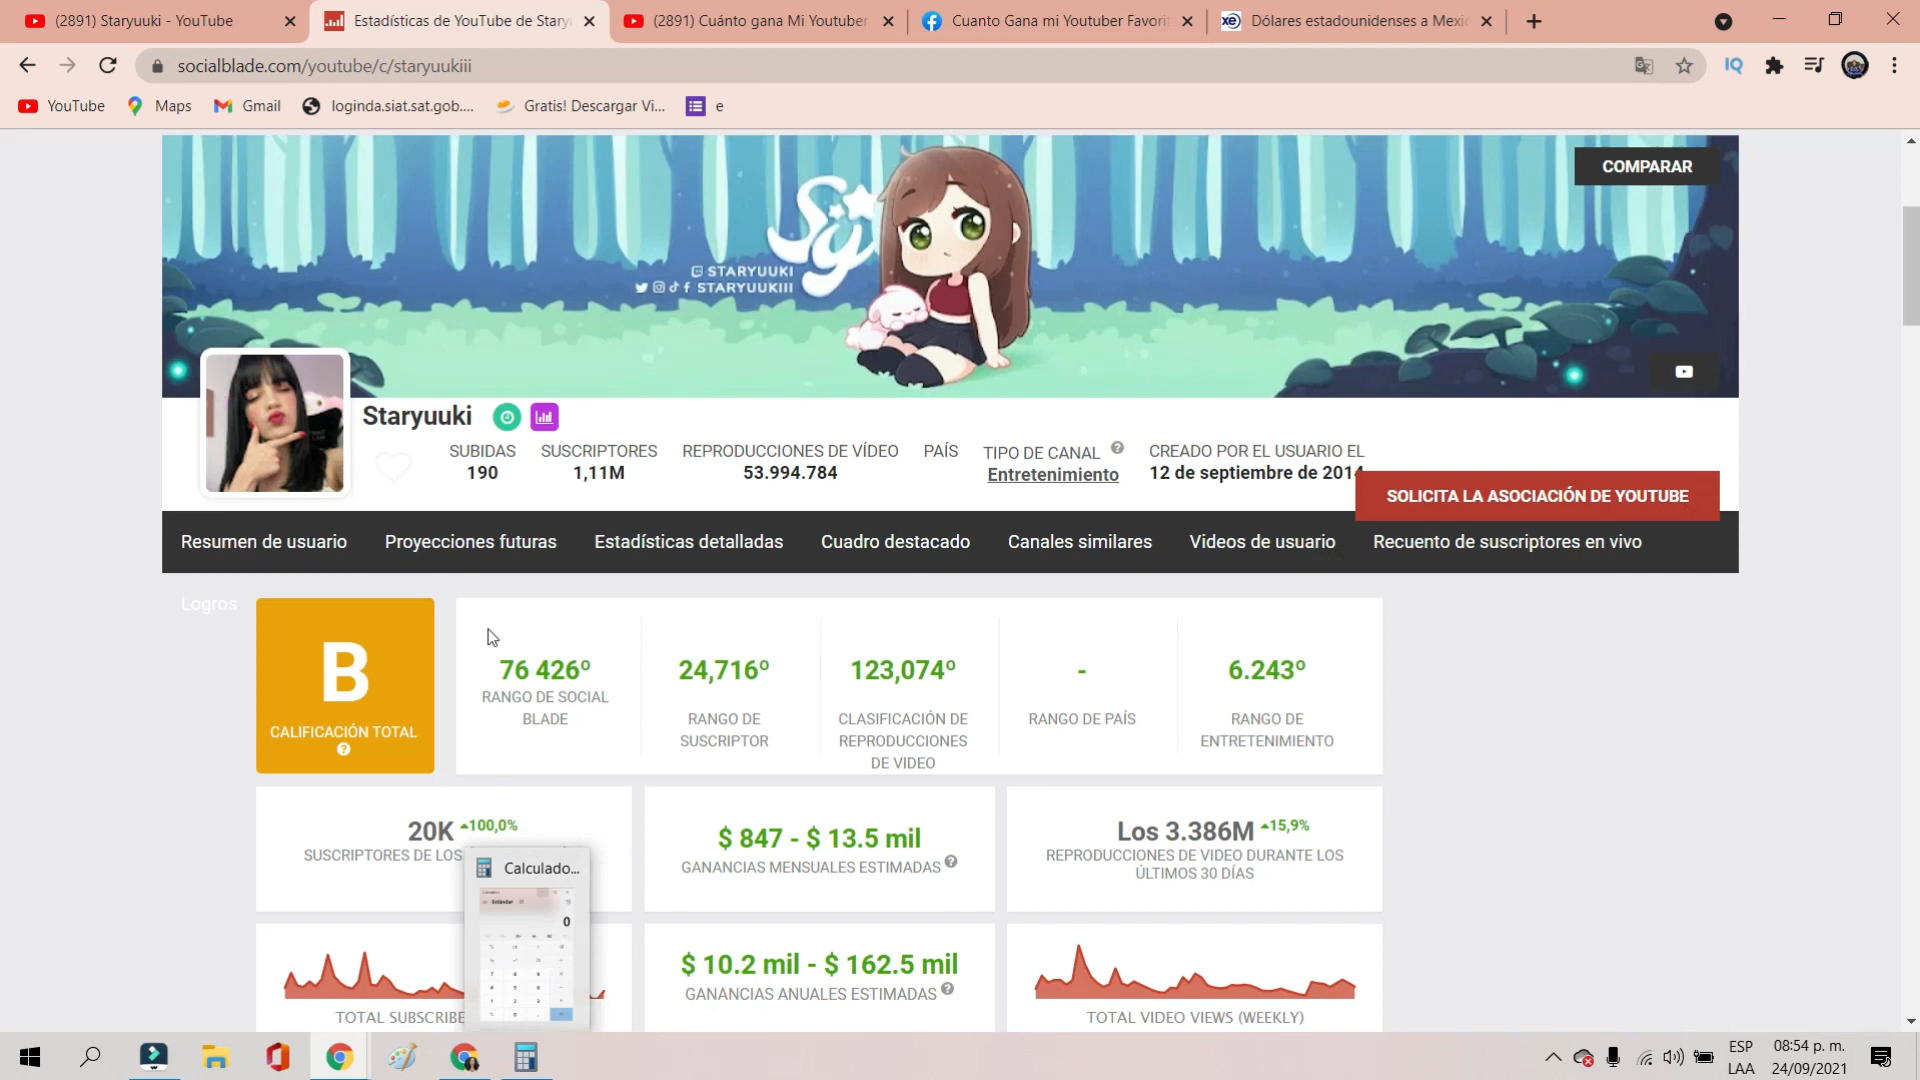 (2891) Staryuuki - YouTube
Estadísticas de YouTube de Stary
(2891) Cuánto gana Mi Youtuber
Cuanto Gana mi Youtuber Favorit
xe
Dólares estadounidenses a Mexic
socialblade.com/youtube/c/staryuukiii
IQ
YouTube
Maps
Gmail
loginda.siat.sat.gob....
Gratis! Descargar Vi...
e
COMPARAR
Sy
STARYUUKI
STARYUUKIII
Staryuuki
SUBIDAS
190
SUSCRIPTORES
1,11M
REPRODUCCIONES DE VÍDEO
53.994.784
PAÍS
TIPO DE CANAL
Entretenimiento
CREADO POR EL USUARIO EL
12 de septiembre de 2014
SOLICITA LA ASOCIACIÓN DE YOUTUBE
Resumen de usuario
Proyecciones futuras
Estadísticas detalladas
Cuadro destacado
Canales similares
Videos de usuario
Recuento de suscriptores en vivo
Logros
B
CALIFICACIÓN TOTAL
?
76 426º
RANGO DE SOCIAL
BLADE
24,716º
RANGO DE
SUSCRIPTOR
123,074º
CLASIFICACIÓN DE
REPRODUCCIONES
DE VIDEO
-
RANGO DE PAÍS
6.243º
RANGO DE
ENTRETENIMIENTO
20K 100,0%
SUSCRIPTORES DE LOS
$ 847 - $ 13.5 mil
GANANCIAS MENSUALES ESTIMADAS ?
Los 3.386M 15,9%
REPRODUCCIONES DE VIDEO DURANTE LOS
ÚLTIMOS 30 DÍAS
Calculado...
Estándar
0
TOTAL SUBSCRIBE
$ 10.2 mil - $ 162.5 mil
GANANCIAS ANUALES ESTIMADAS ?
TOTAL VIDEO VIEWS (WEEKLY)
ESP
LAA
08:54 p. m.
24/09/2021